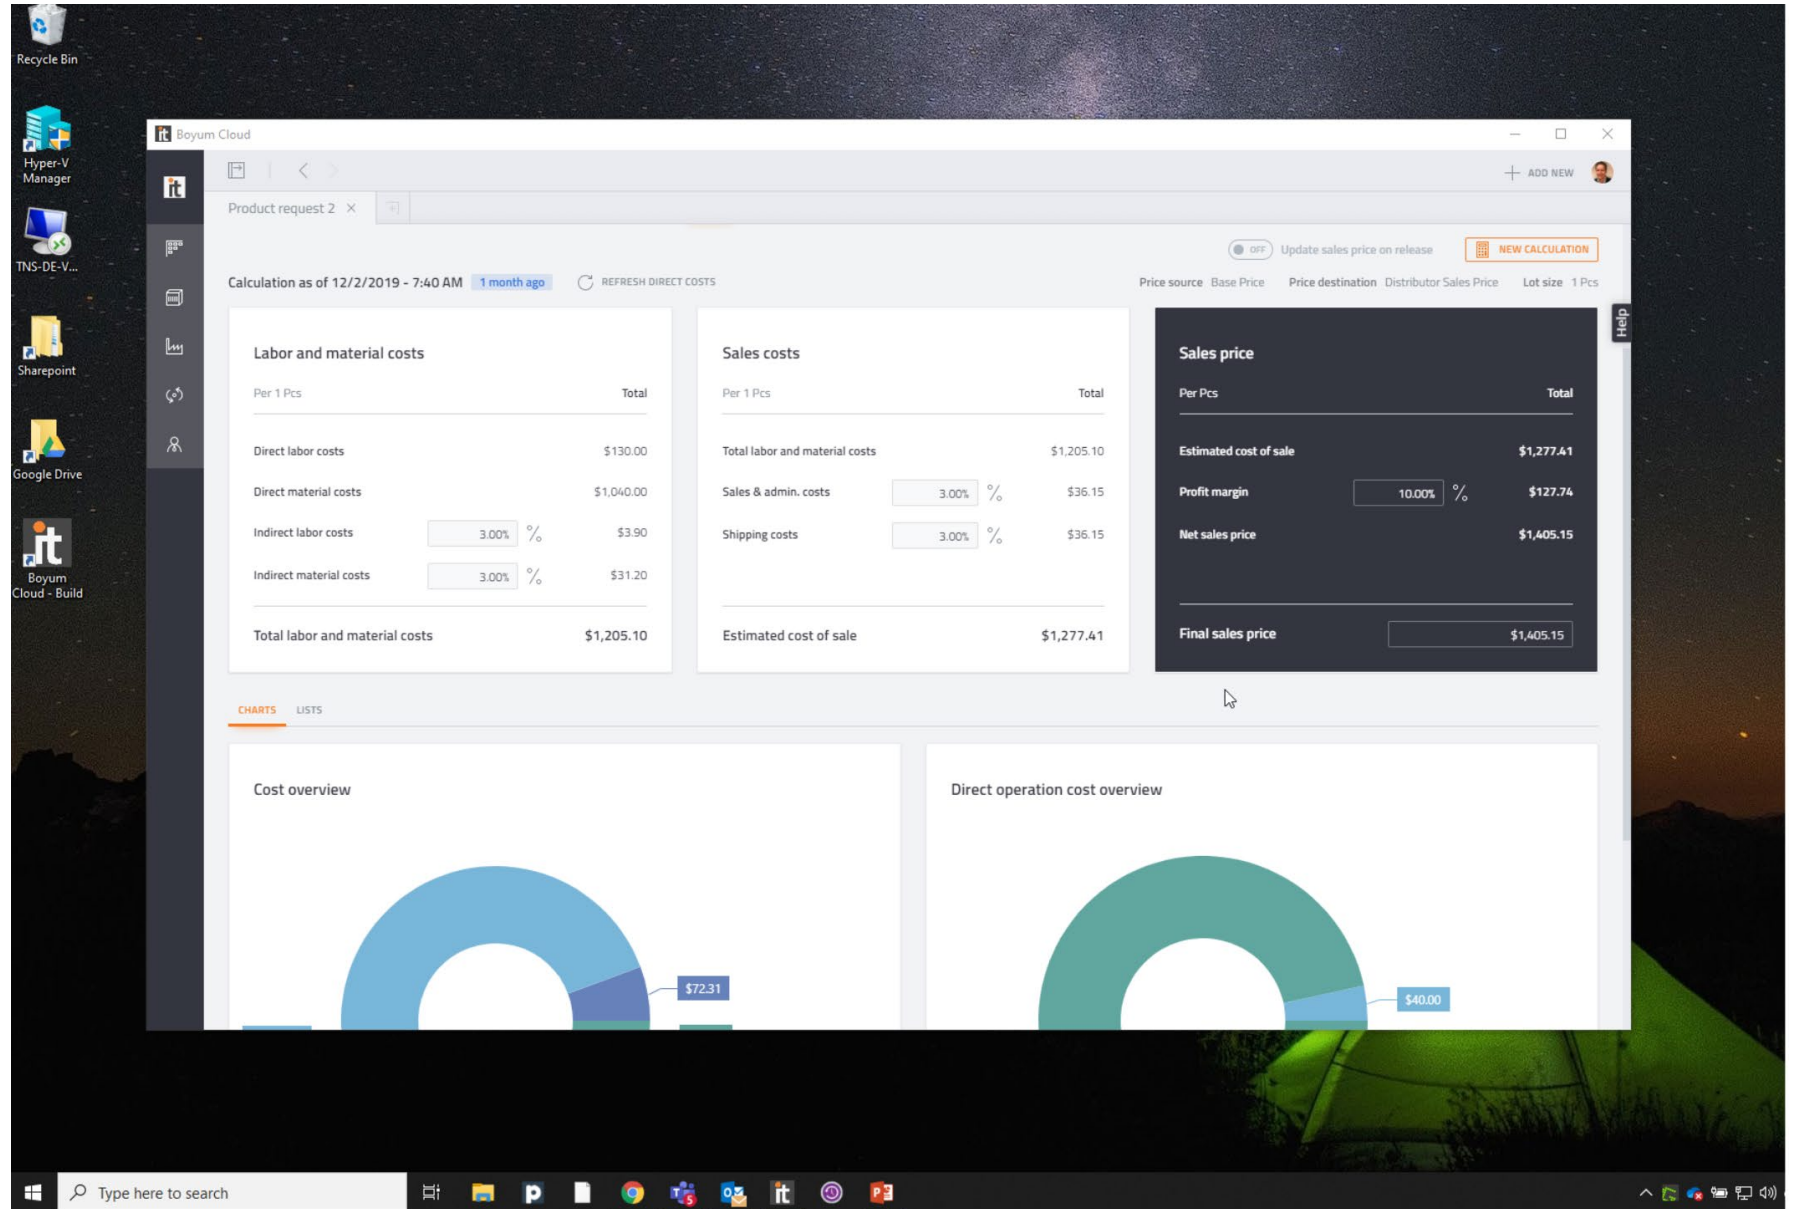 Recycle Bin
Hyper-V
Manager
TNS-DE-V...
Sharepoint
Google Drive
it
Boyum
Cloud - Build
it Boyum Cloud
it
ADD NEW
Product request 2
OFF Update sales price on release NEW CALCULATION
Calculation as of 12/2/2019 - 7:40 AM 1 month ago REFRESH DIRECT COSTS
Price source Base Price Price destination Distributor Sales Price Lot size 1 Pcs
Help
Labor and material costs
Per 1 Pcs Total
Direct labor costs $130.00
Direct material costs $1,040.00
Indirect labor costs 3.00% % $3.90
Indirect material costs 3.00% % $31.20
Total labor and material costs $1,205.10
Sales costs
Per 1 Pcs Total
Total labor and material costs $1,205.10
Sales & admin. costs 3.00% % $36.15
Shipping costs 3.00% % $36.15
Estimated cost of sale $1,277.41
Sales price
Per Pcs Total
Estimated cost of sale $1,277.41
Profit margin 10.00% % $127.74
Net sales price $1,405.15
Final sales price $1,405.15
CHARTS LISTS
Cost overview
$72.31
Direct operation cost overview
$40.00
Type here to search